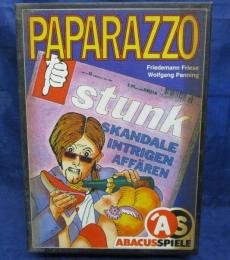 PAPARAZZO
Friedemann Friese
Wolfgang Panning
stunk
SKANDALE
INTRIGEN
AFFÄREN
AS
ABACUSSPIELE